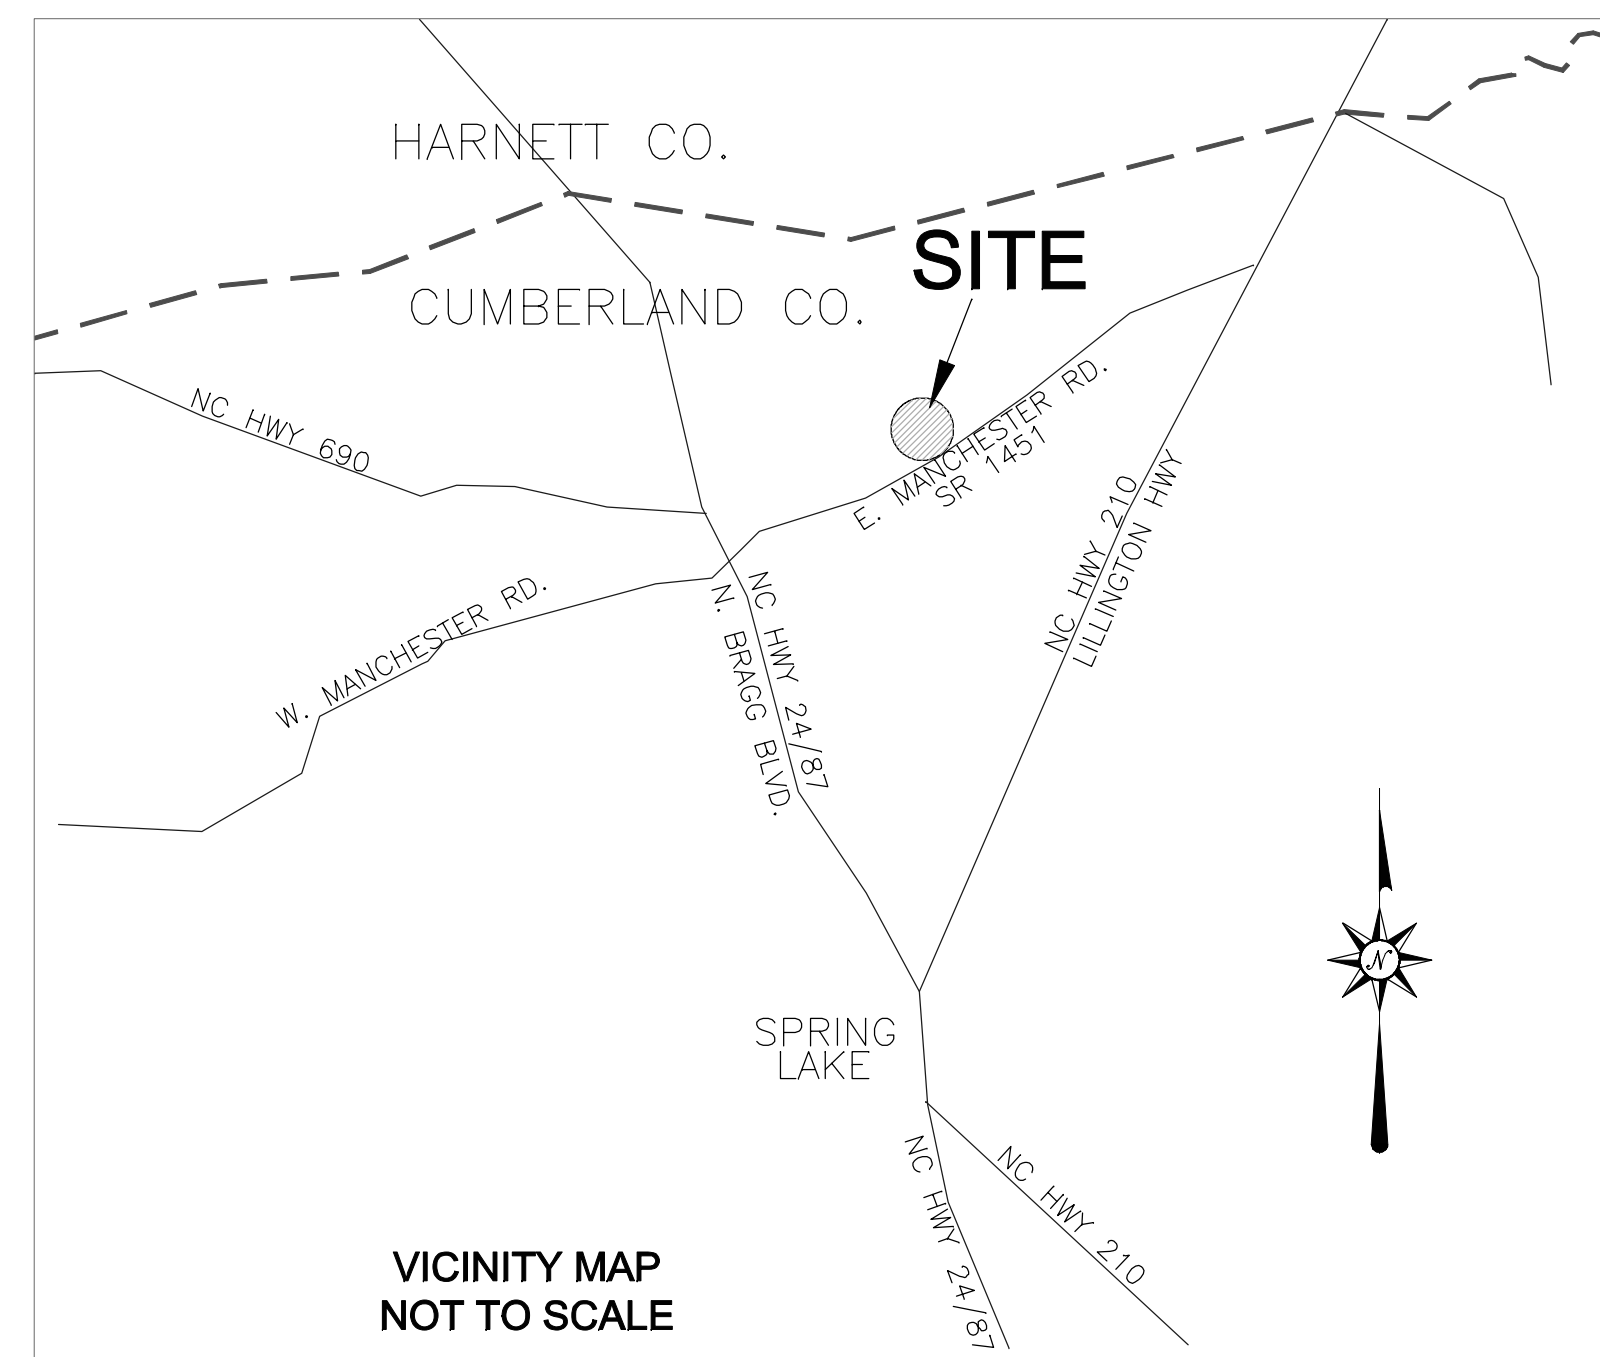 HARNETT CO.
SITE
CUMBERLAND CO.
NC HWY 690
E. MANCHESTER RD.
SR 1451
NC HWY 210
LILLINGTON HWY
W. MANCHESTER RD.
NC HWY 24/87
N. BRAGG BLVD.
N
SPRING
LAKE
NC HWY 24/87
NC HWY 210
VICINITY MAP
NOT TO SCALE